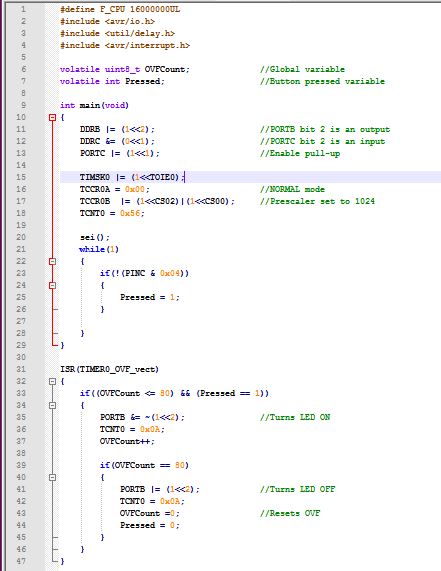 1 #define F_CPU 16000000UL
2 #include <avr/io.h>
3 #include <util/delay.h>
4 #include <avr/interrupt.h>
5
6 volatile uint8_t OVFCount; //Global variable
7 volatile int Pressed; //Button pressed variable
8
9 int main(void)
10 {
11 DDRB |= (1<<2); //PORTB bit 2 is an output
12 DDRC &= (0<<1); //PORTC bit 2 is an input
13 PORTC |= (1<<1); //Enable pull-up
14
15 TIMSK0 |= (1<<TOIE0);
16 TCCR0A = 0x00; //NORMAL mode
17 TCCR0B |= (1<<CS02)|(1<<CS00); //Prescaler set to 1024
18 TCNT0 = 0x56;
19
20 sei();
21 while(1)
22 {
23 if(!(PINC & 0x04))
24 {
25 Pressed = 1;
26 }
27
28 }
29 }
30
31 ISR(TIMER0_OVF_vect)
32 {
33 if((OVFCount <= 80) && (Pressed == 1))
34 {
35 PORTB &= ~(1<<2); //Turns LED ON
36 TCNT0 = 0x0A;
37 OVFCount++;
38
39 if(OVFCount == 80)
40 {
41 PORTB |= (1<<2); //Turns LED OFF
42 TCNT0 = 0x0A;
43 OVFCount =0; //Resets OVF
44 Pressed = 0;
45 }
46 }
47 }